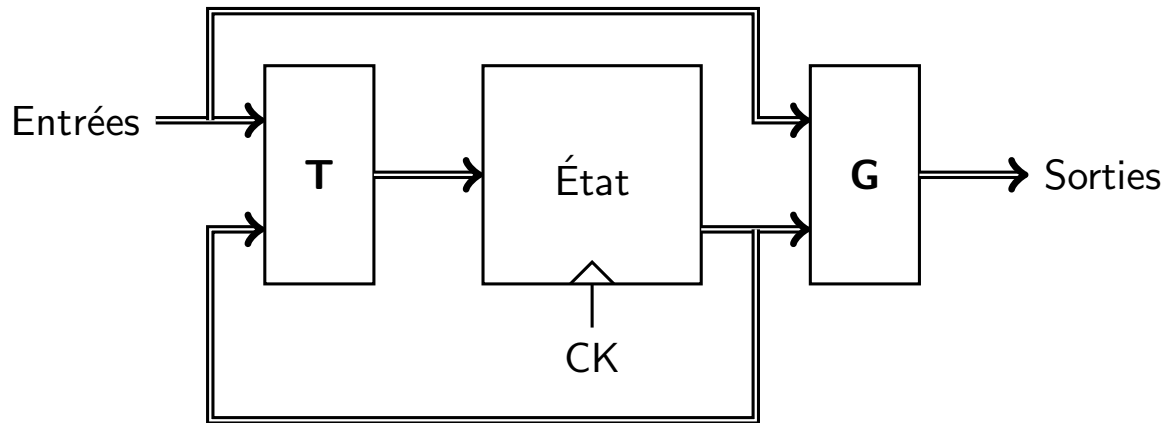 Entrées
T
État
G
Sorties
CK